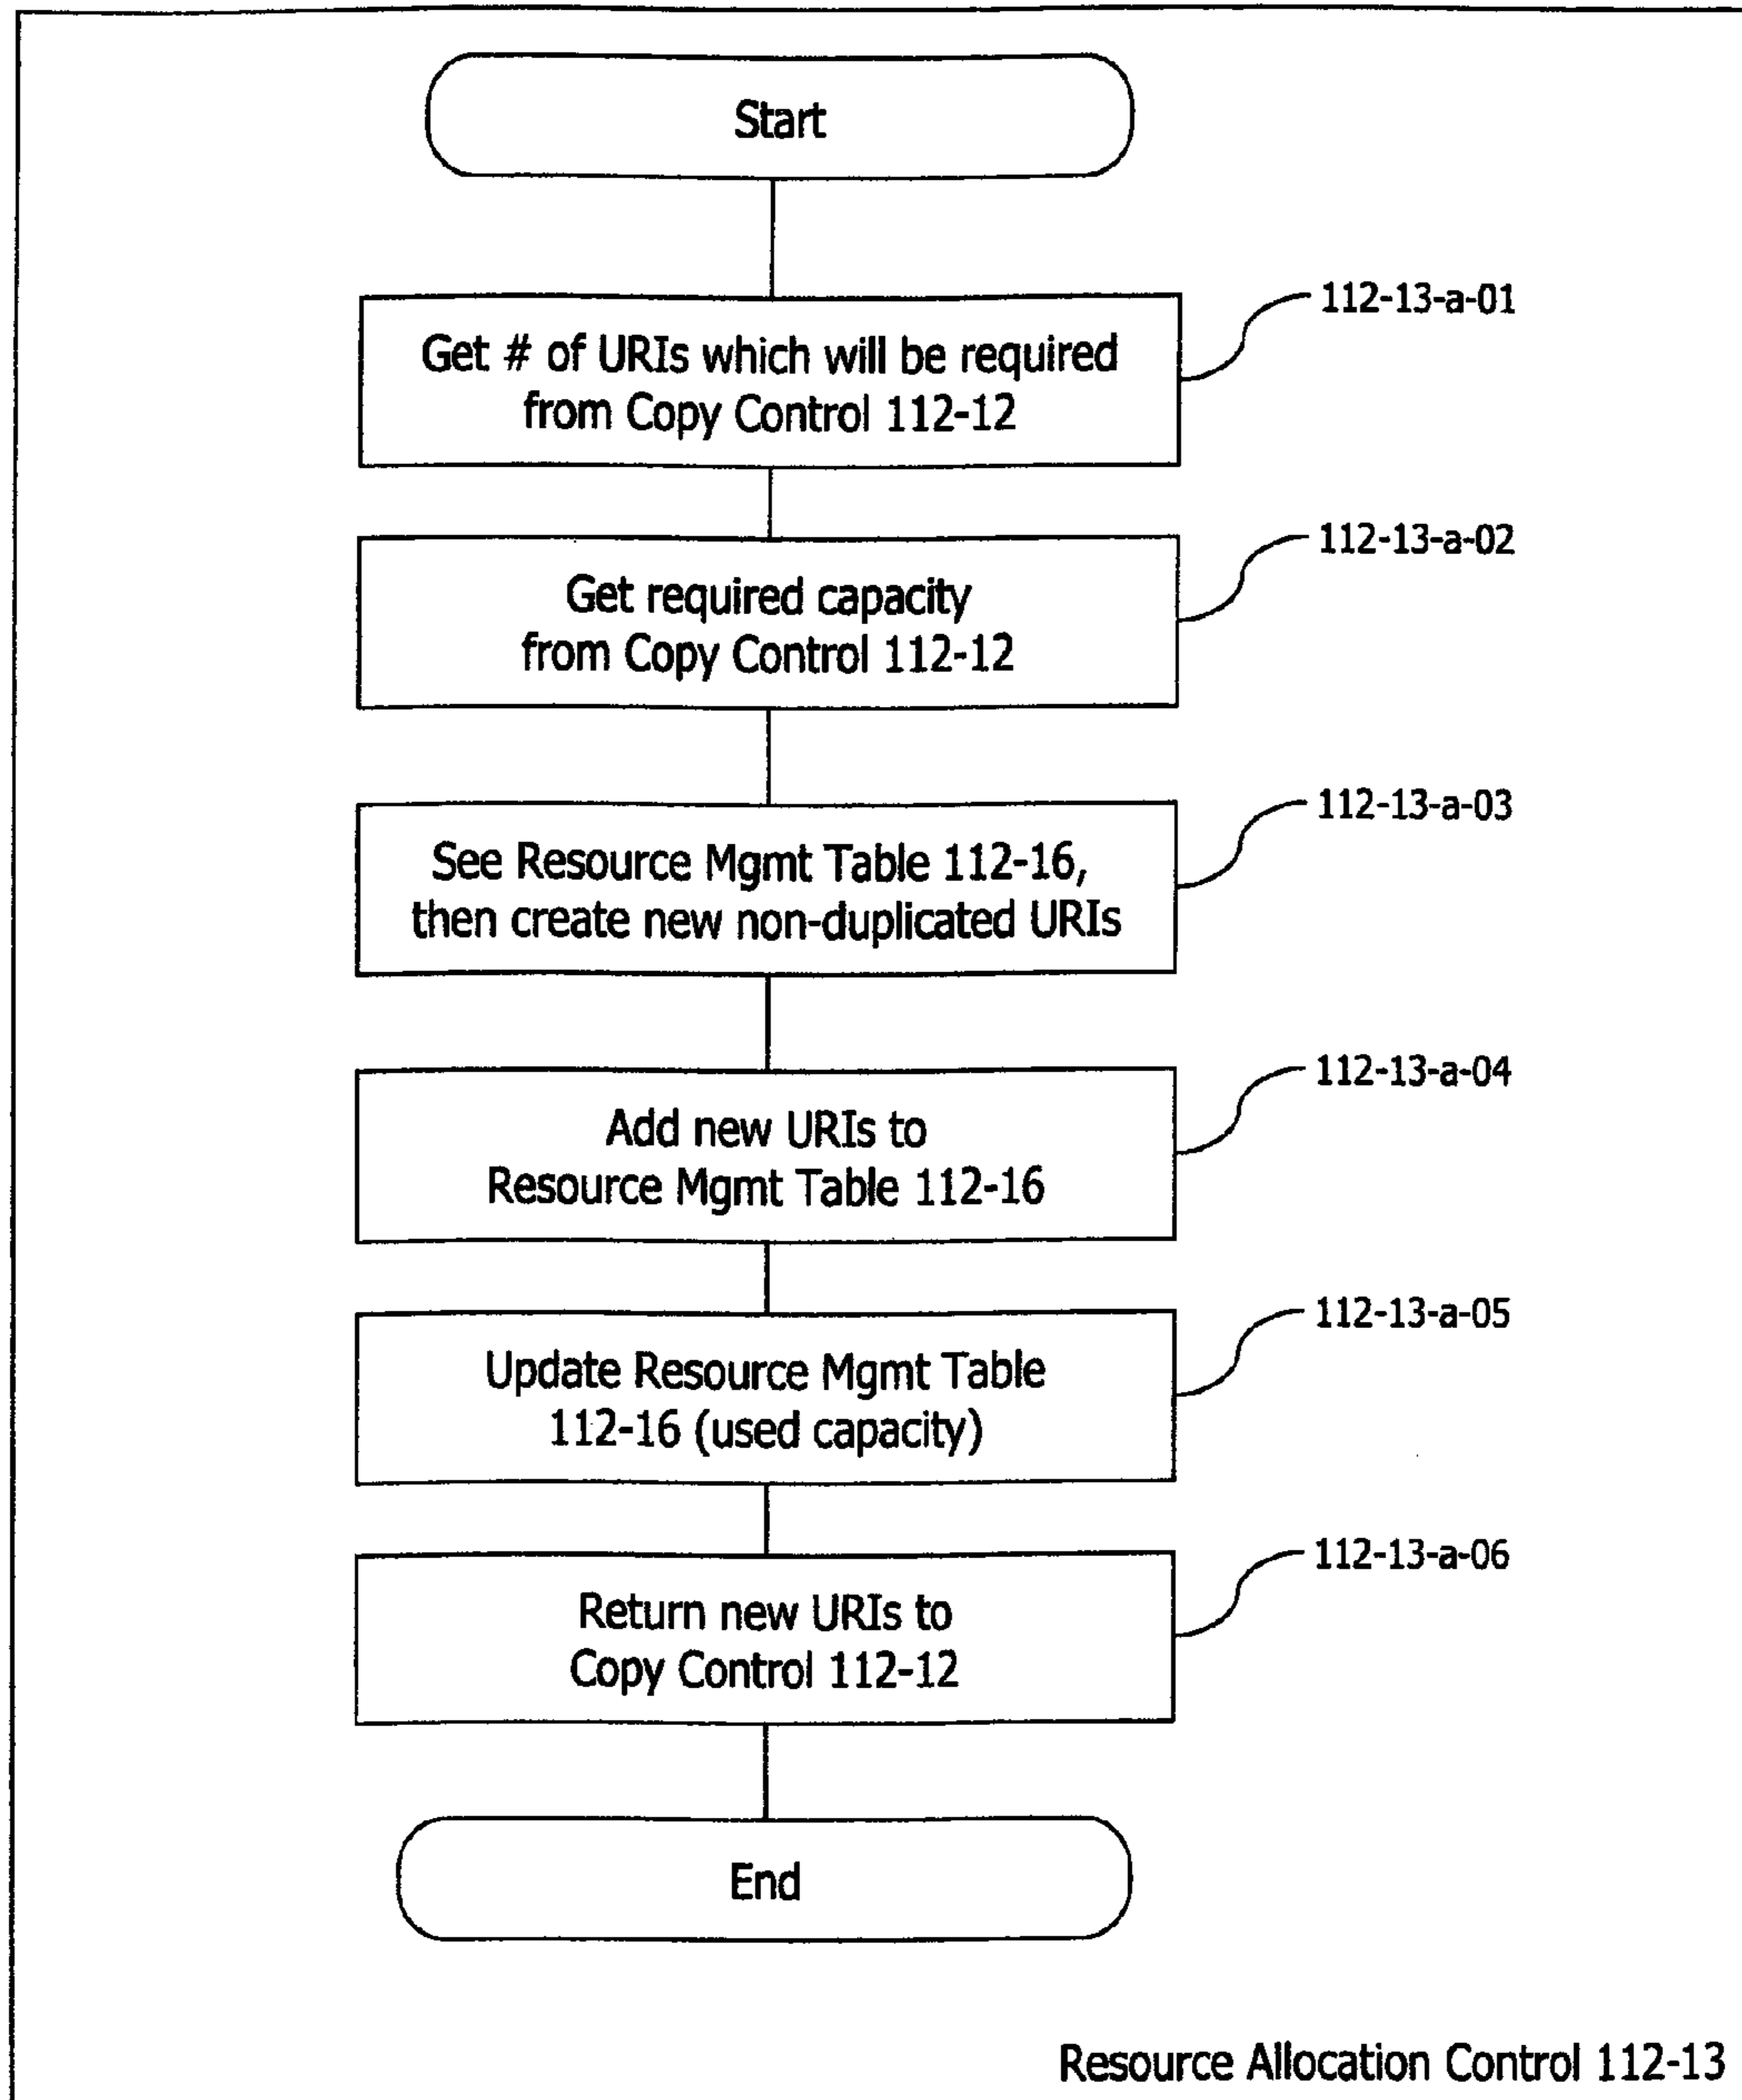 Start
Get # of URIs which will be required
from Copy Control 112-12
112-13-a-01
Get required capacity
from Copy Control 112-12
112-13-a-02
See Resource Mgmt Table 112-16,
then create new non-duplicated URIs
112-13-a-03
Add new URIs to
Resource Mgmt Table 112-16
112-13-a-04
Update Resource Mgmt Table
112-16 (used capacity)
112-13-a-05
Return new URIs to
Copy Control 112-12
112-13-a-06
End
Resource Allocation Control 112-13